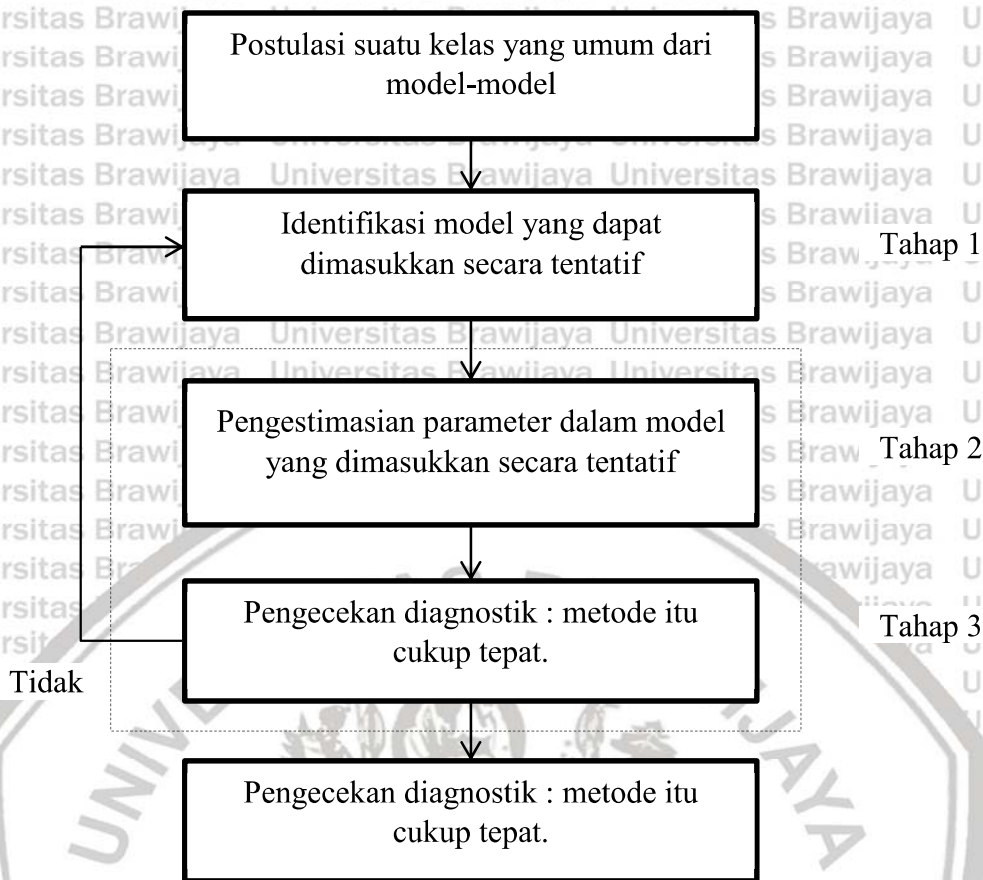 Postulasi suatu kelas yang umum dari
model-model
Identifikasi model yang dapat
dimasukkan secara tentatif
Tahap 1
Pengestimasian parameter dalam model
yang dimasukkan secara tentatif
Tahap 2
Pengecekan diagnostik : metode itu
cukup tepat.
Tahap 3
Tidak
Pengecekan diagnostik : metode itu
cukup tepat.